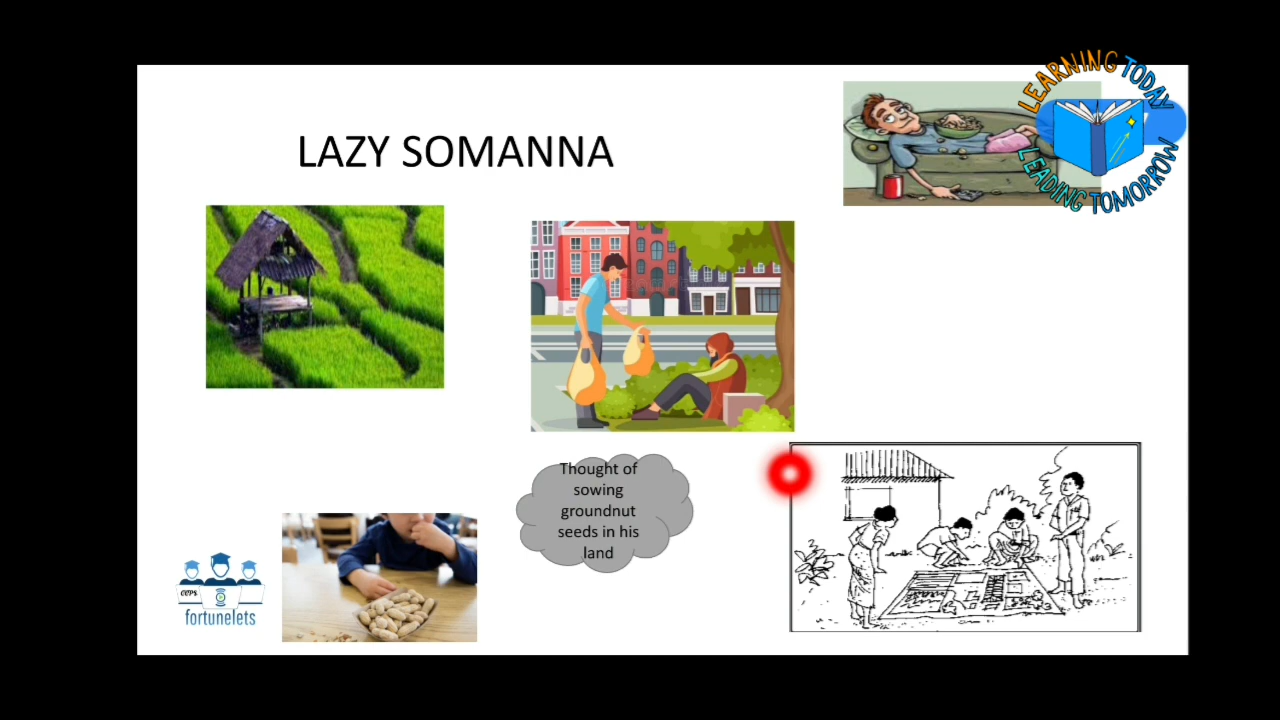 LEARNING TODAY
LEADING TOMORROW
LAZY SOMANNA
Thought of
sowing
groundnut
seeds in his
land
CCPS
fortunelets